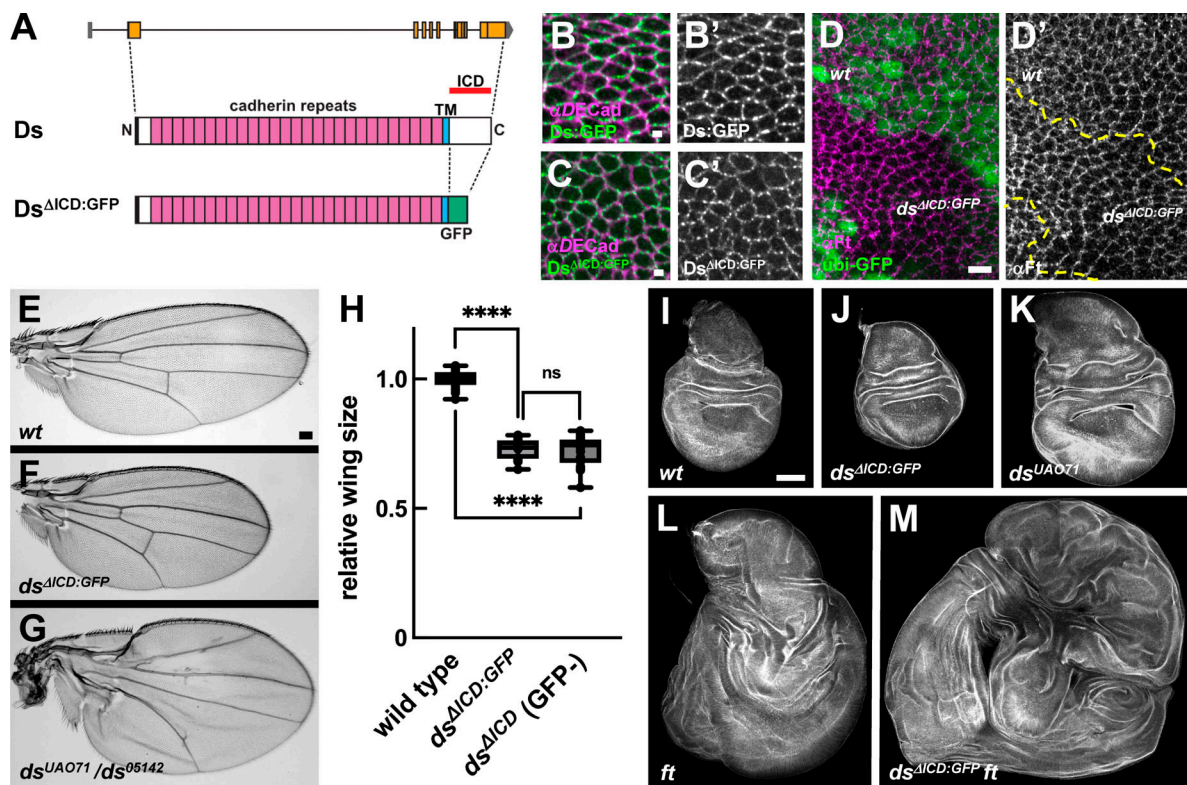 A
ICD
cadherin repeats
TM
Ds
N
C
Ds^ΔICD:GFP
GFP
B
αDECad
Ds:GFP
B'
Ds:GFP
C
αDECad
Ds^ΔICD:GFP
C'
Ds^ΔICD:GFP
D
wt
ds^ΔICD:GFP
αFt
ubi-GFP
D'
wt
ds^ΔICD:GFP
αFt
E
wt
F
ds^ΔICD:GFP
G
ds^UAO71/ds^05142
H
****
ns
****
relative wing size
1.0
0.5
0
wild type
ds^ΔICD:GFP
ds^ΔICD (GFP-)
I
wt
J
ds^ΔICD:GFP
K
ds^UAO71
L
ft
M
ds^ΔICD:GFP ft